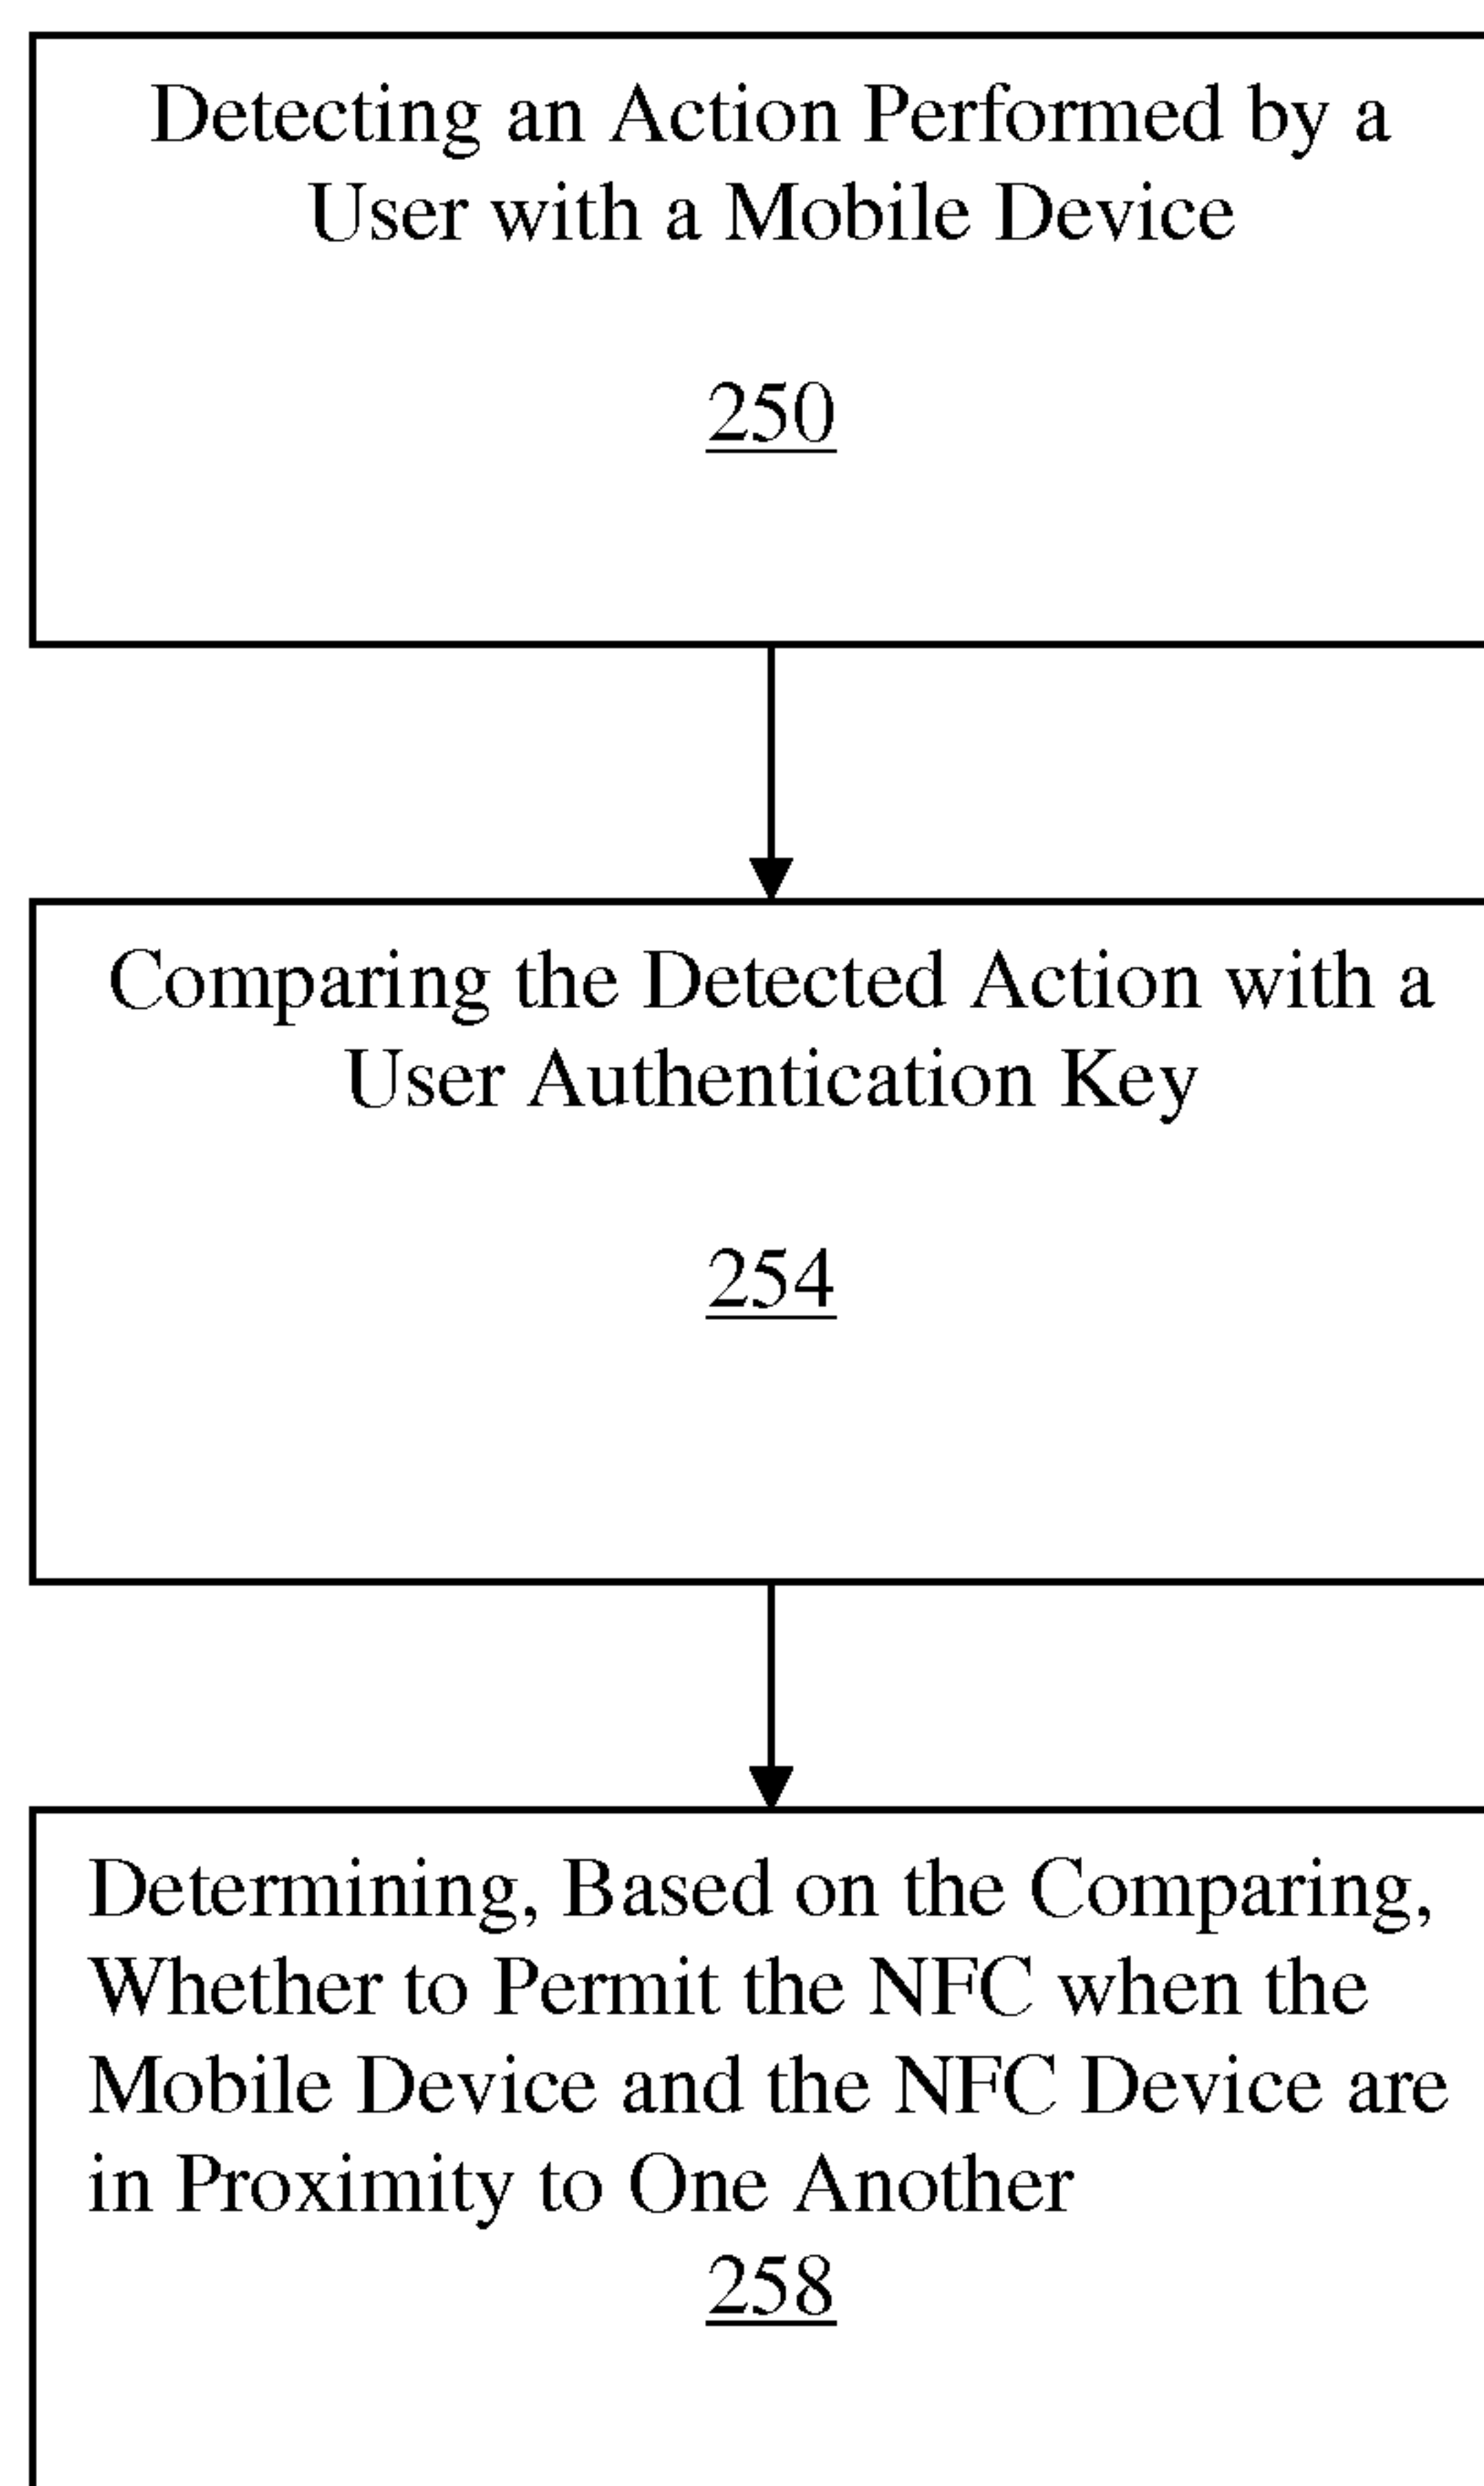 Detecting an Action Performed by a
User with a Mobile Device
250
Comparing the Detected Action with a
User Authentication Key
254
Determining, Based on the Comparing,
Whether to Permit the NFC when the
Mobile Device and the NFC Device are
in Proximity to One Another
258